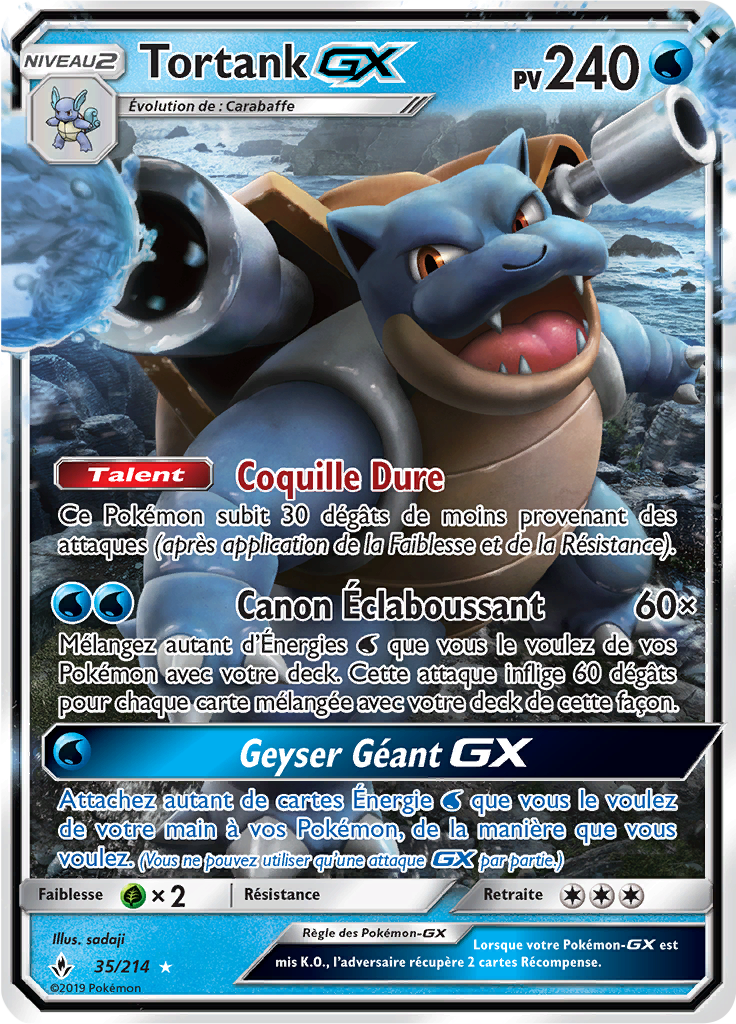 NIVEAU2
Tortank GX
PV240
Évolution de : Carabaffe
Talent Coquille Dure
Ce Pokémon subit 30 dégâts de moins provenant des
attaques (après application de la Faiblesse et de la Résistance).
Canon Éclaboussant 60×
Mélangez autant d'Énergies que vous le voulez de vos
Pokémon avec votre deck. Cette attaque inflige 60 dégâts
pour chaque carte mélangée avec votre deck de cette façon.
Geyser Géant GX
Attachez autant de cartes Énergie que vous le voulez
de votre main à vos Pokémon, de la manière que vous
voulez. (Vous ne pouvez utiliser qu'une attaque GX par partie.)
Faiblesse ×2 Résistance Retraite
Illus. sadaji
35/214
©2019 Pokémon
Règle des Pokémon-GX
Lorsque votre Pokémon-GX est
mis K.O., l'adversaire récupère 2 cartes Récompense.